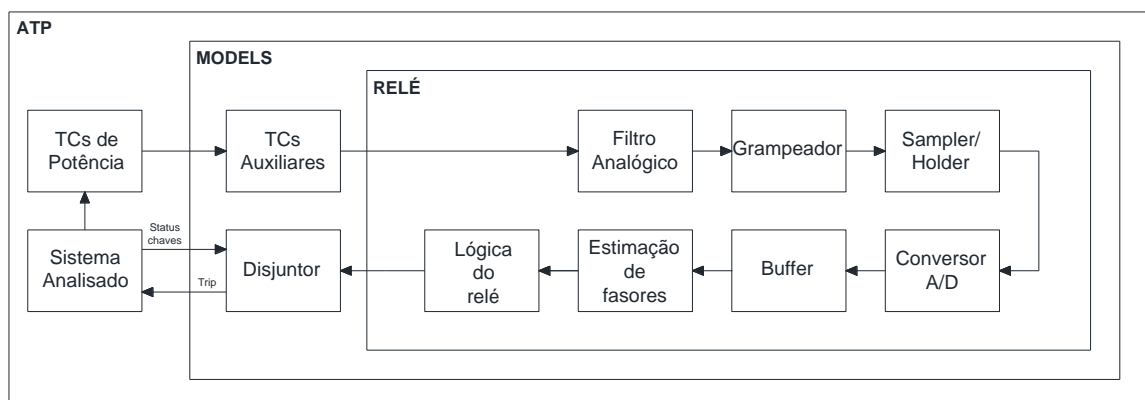 ATP
MODELS
RELÉ
TCs de
Potência
TCs
Auxiliares
Filtro
Analógico
Grampeador
Sampler/
Holder
Status
chaves
Sistema
Analisado
Trip
Disjuntor
Lógica
do
relé
Estimação
de
fasores
Buffer
Conversor
A/D